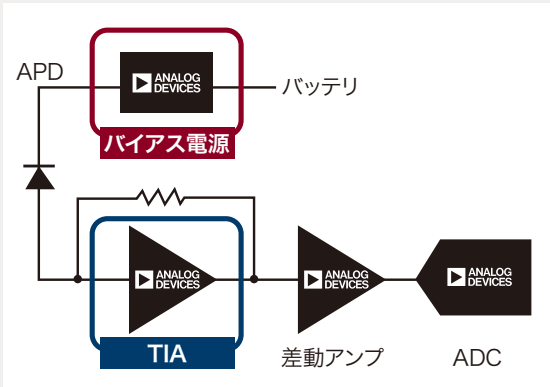 APD
ANALOG
DEVICES
バッテリ
バイアス電源
ANALOG
DEVICES
ANALOG
DEVICES
ANALOG
DEVICES
TIA
差動アンプ
ADC